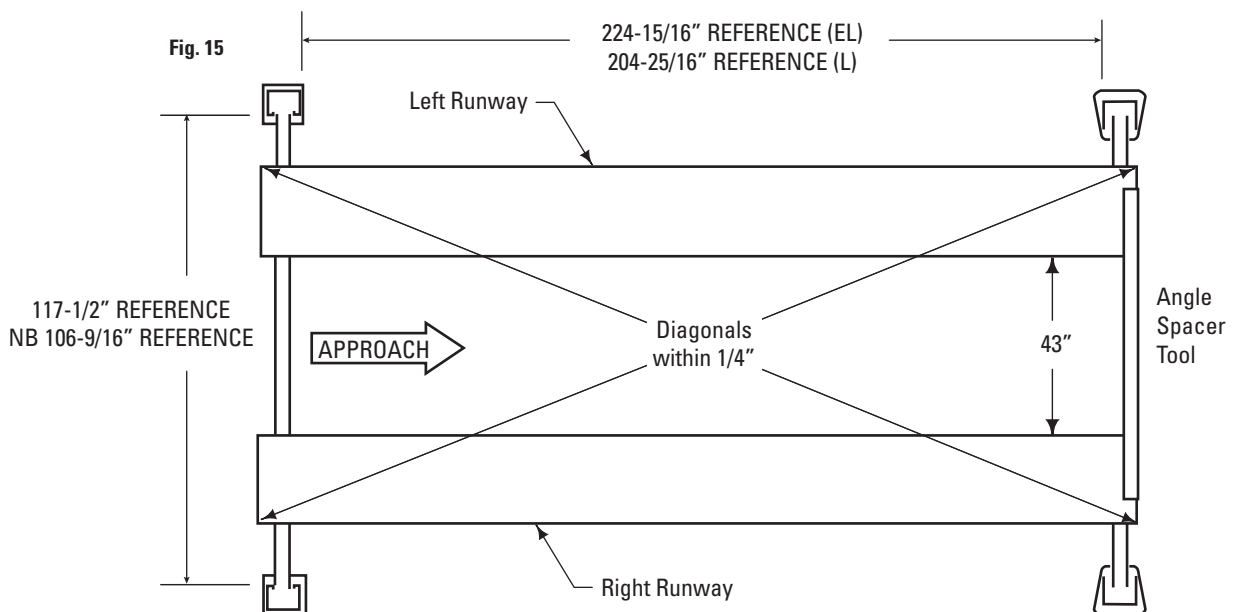 Fig. 15
224-15/16” REFERENCE (EL)
204-25/16” REFERENCE (L)
Left Runway
117-1/2” REFERENCE
NB 106-9/16” REFERENCE
APPROACH
Diagonals
within 1/4”
43”
Angle
Spacer
Tool
Right Runway